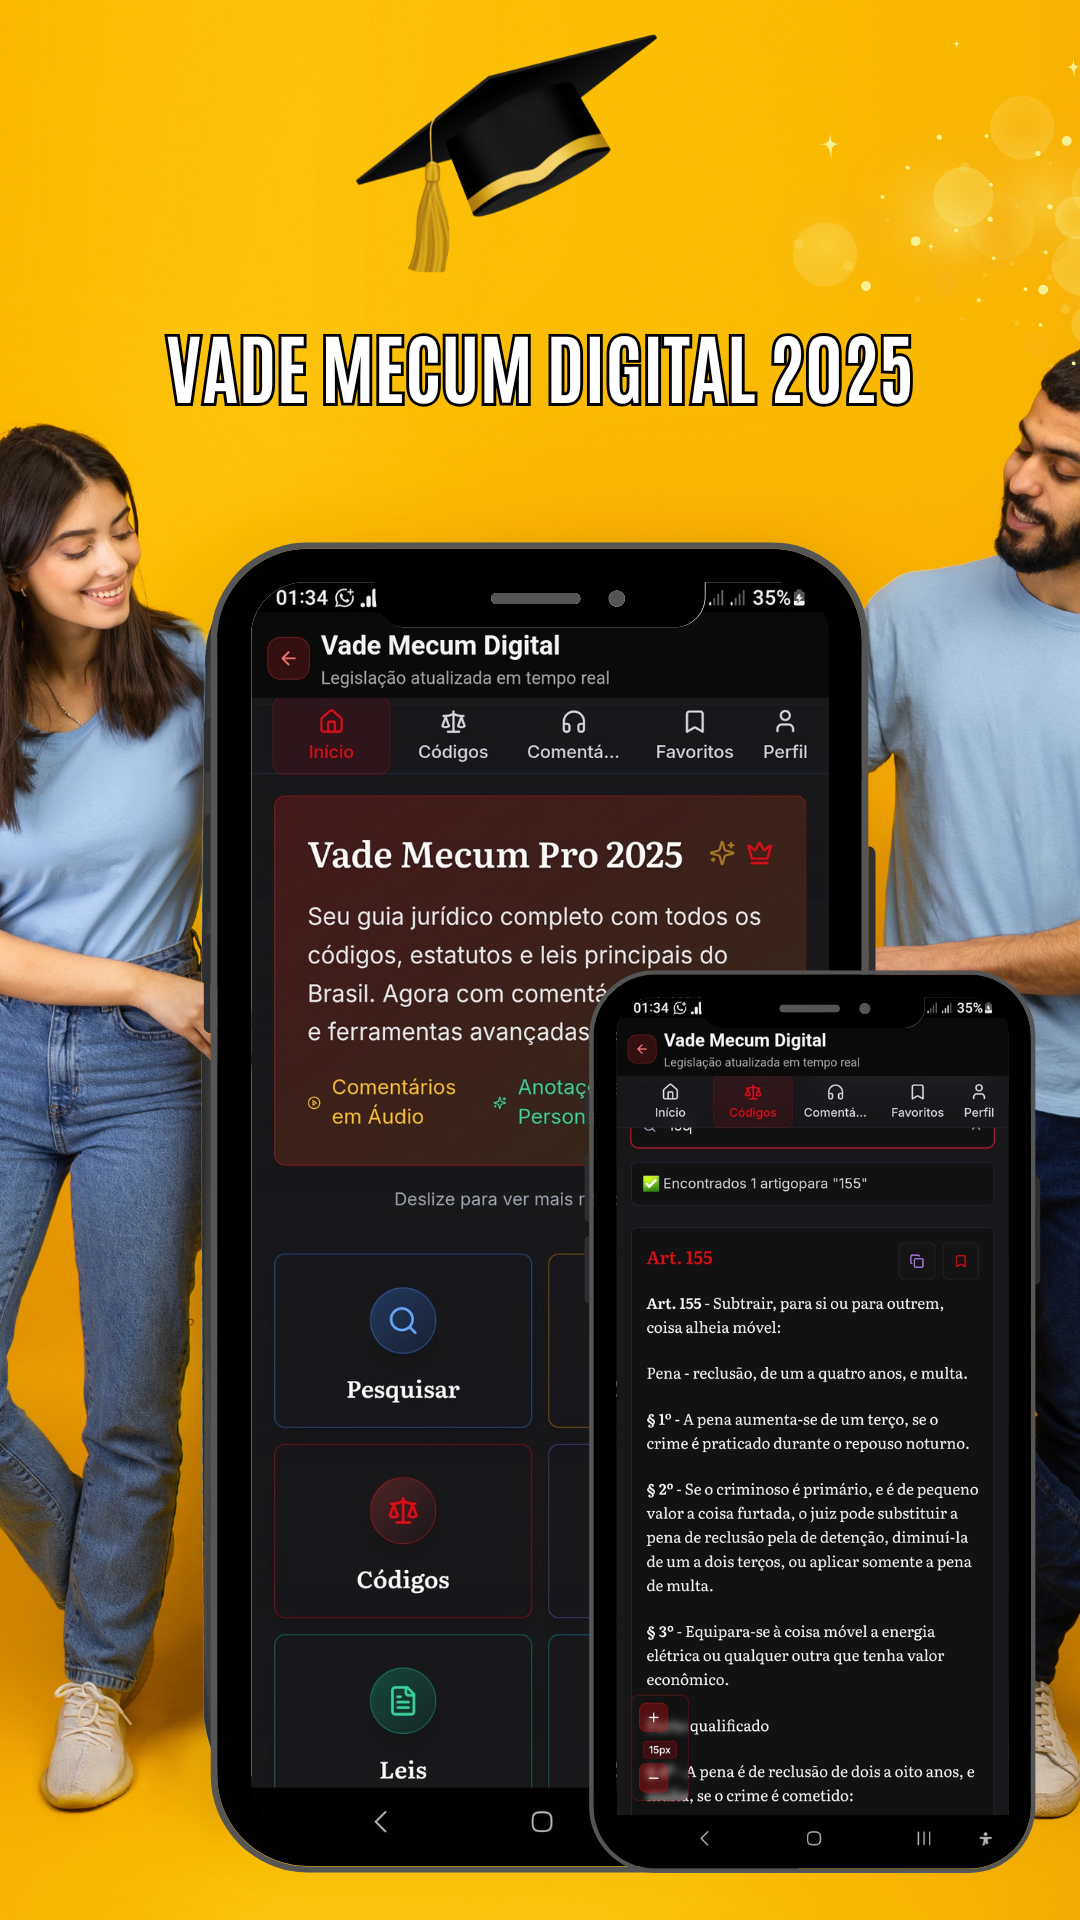 VADE MECUM DIGITAL 2025
01:34
35%
Vade Mecum Digital
Legislação atualizada em tempo real
Início
Códigos
Comentá...
Favoritos
Perfil
Vade Mecum Pro 2025
Seu guia jurídico completo com todos os
códigos, estatutos e leis principais do
Brasil. Agora com comentá
e ferramentas avançadas
Comentários
em Áudio
Anotaç
Person
Deslize para ver mais
Pesquisar
Códigos
Leis
01:34
35%
Vade Mecum Digital
Legislação atualizada em tempo real
Início
Códigos
Comentá...
Favoritos
Perfil
✅ Encontrados 1 artigopara "155"
Art. 155
Art. 155 - Subtrair, para si ou para outrem,
coisa alheia móvel:
Pena - reclusão, de um a quatro anos, e multa.
§ 1º - A pena aumenta-se de um terço, se o
crime é praticado durante o repouso noturno.
§ 2º - Se o criminoso é primário, e é de pequeno
valor a coisa furtada, o juiz pode substituir a
pena de reclusão pela de detenção, diminuí-la
de um a dois terços, ou aplicar somente a pena
de multa.
§ 3º - Equipara-se à coisa móvel a energia
elétrica ou qualquer outra que tenha valor
econômico.
qualificado
A pena é de reclusão de dois a oito anos, e
, se o crime é cometido:
+
15px
−